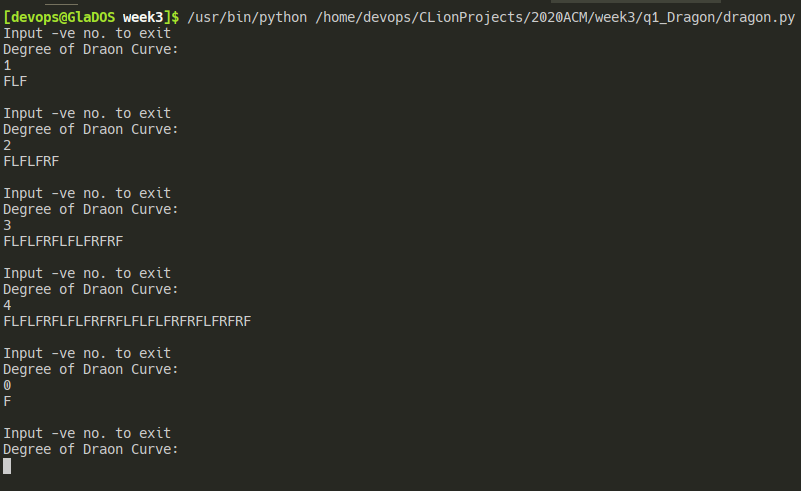 [devops@GlaDOS week3]$ /usr/bin/python /home/devops/CLionProjects/2020ACM/week3/q1_Dragon/dragon.py
Input -ve no. to exit
Degree of Draon Curve:
1
FLF
Input -ve no. to exit
Degree of Draon Curve:
2
FLFLFRF
Input -ve no. to exit
Degree of Draon Curve:
3
FLFLFRFLFLFRFRF
Input -ve no. to exit
Degree of Draon Curve:
4
FLFLFRFLFLFRFRFLFLFLFRFRFLFRFRF
Input -ve no. to exit
Degree of Draon Curve:
0
F
Input -ve no. to exit
Degree of Draon Curve: